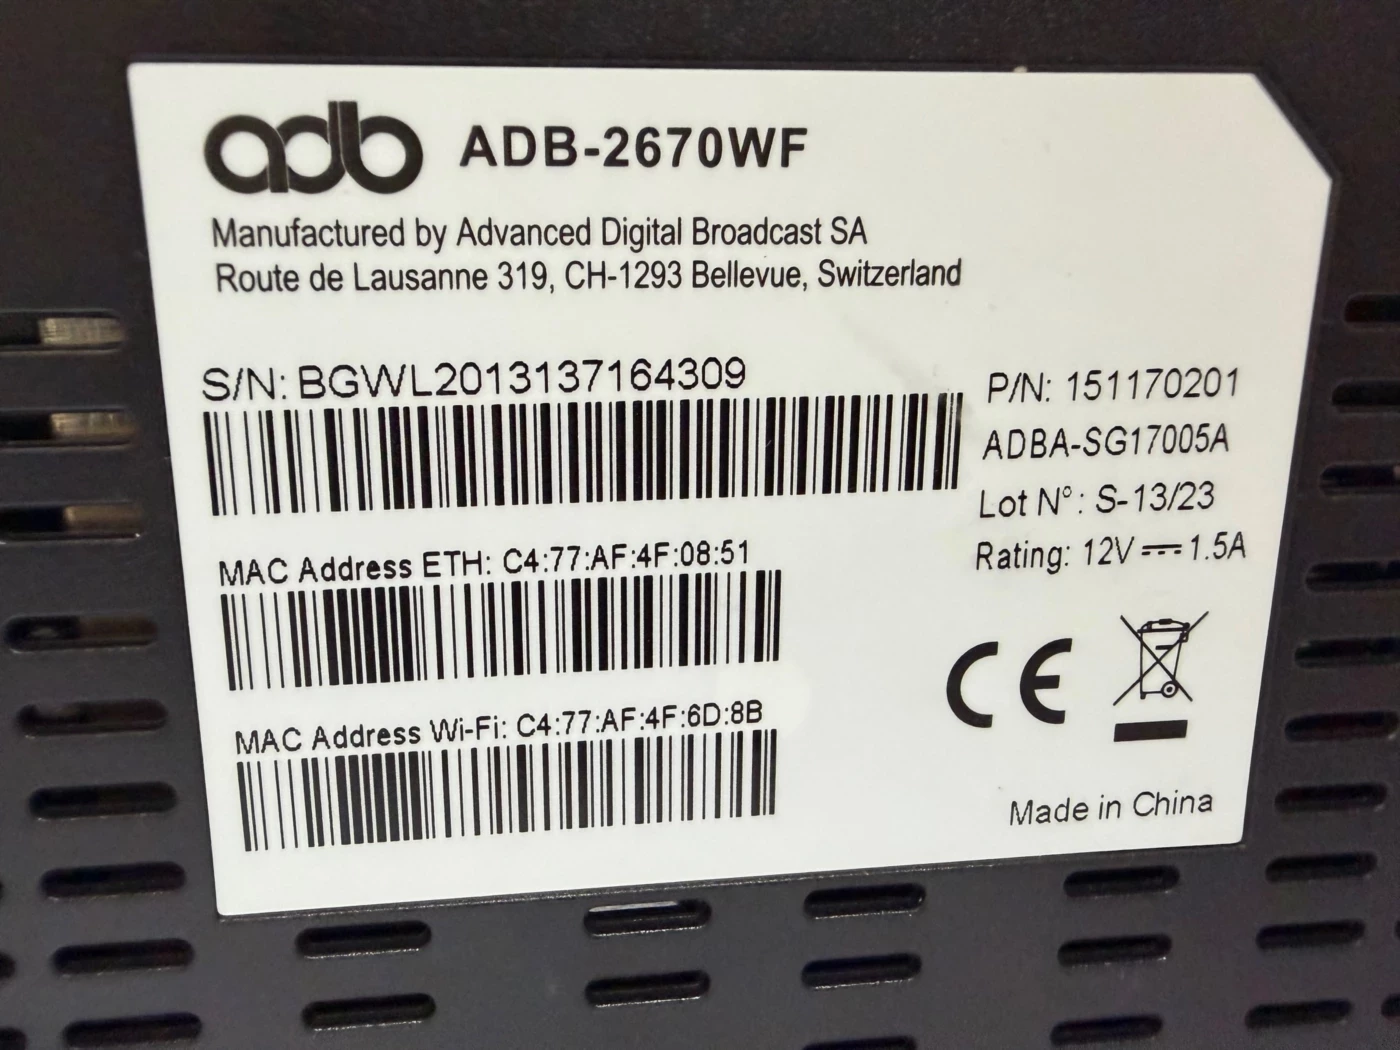 adb ADB-2670WF
Manufactured by Advanced Digital Broadcast SA
Route de Lausanne 319, CH-1293 Bellevue, Switzerland
S/N: BGWL2013137164309
P/N: 151170201
ADBA-SG17005A
Lot N°: S-13/23
Rating: 12V⎓1.5A
MAC Address ETH: C4:77:AF:4F:08:51
MAC Address Wi-Fi: C4:77:AF:4F:6D:8B
CE
Made in China